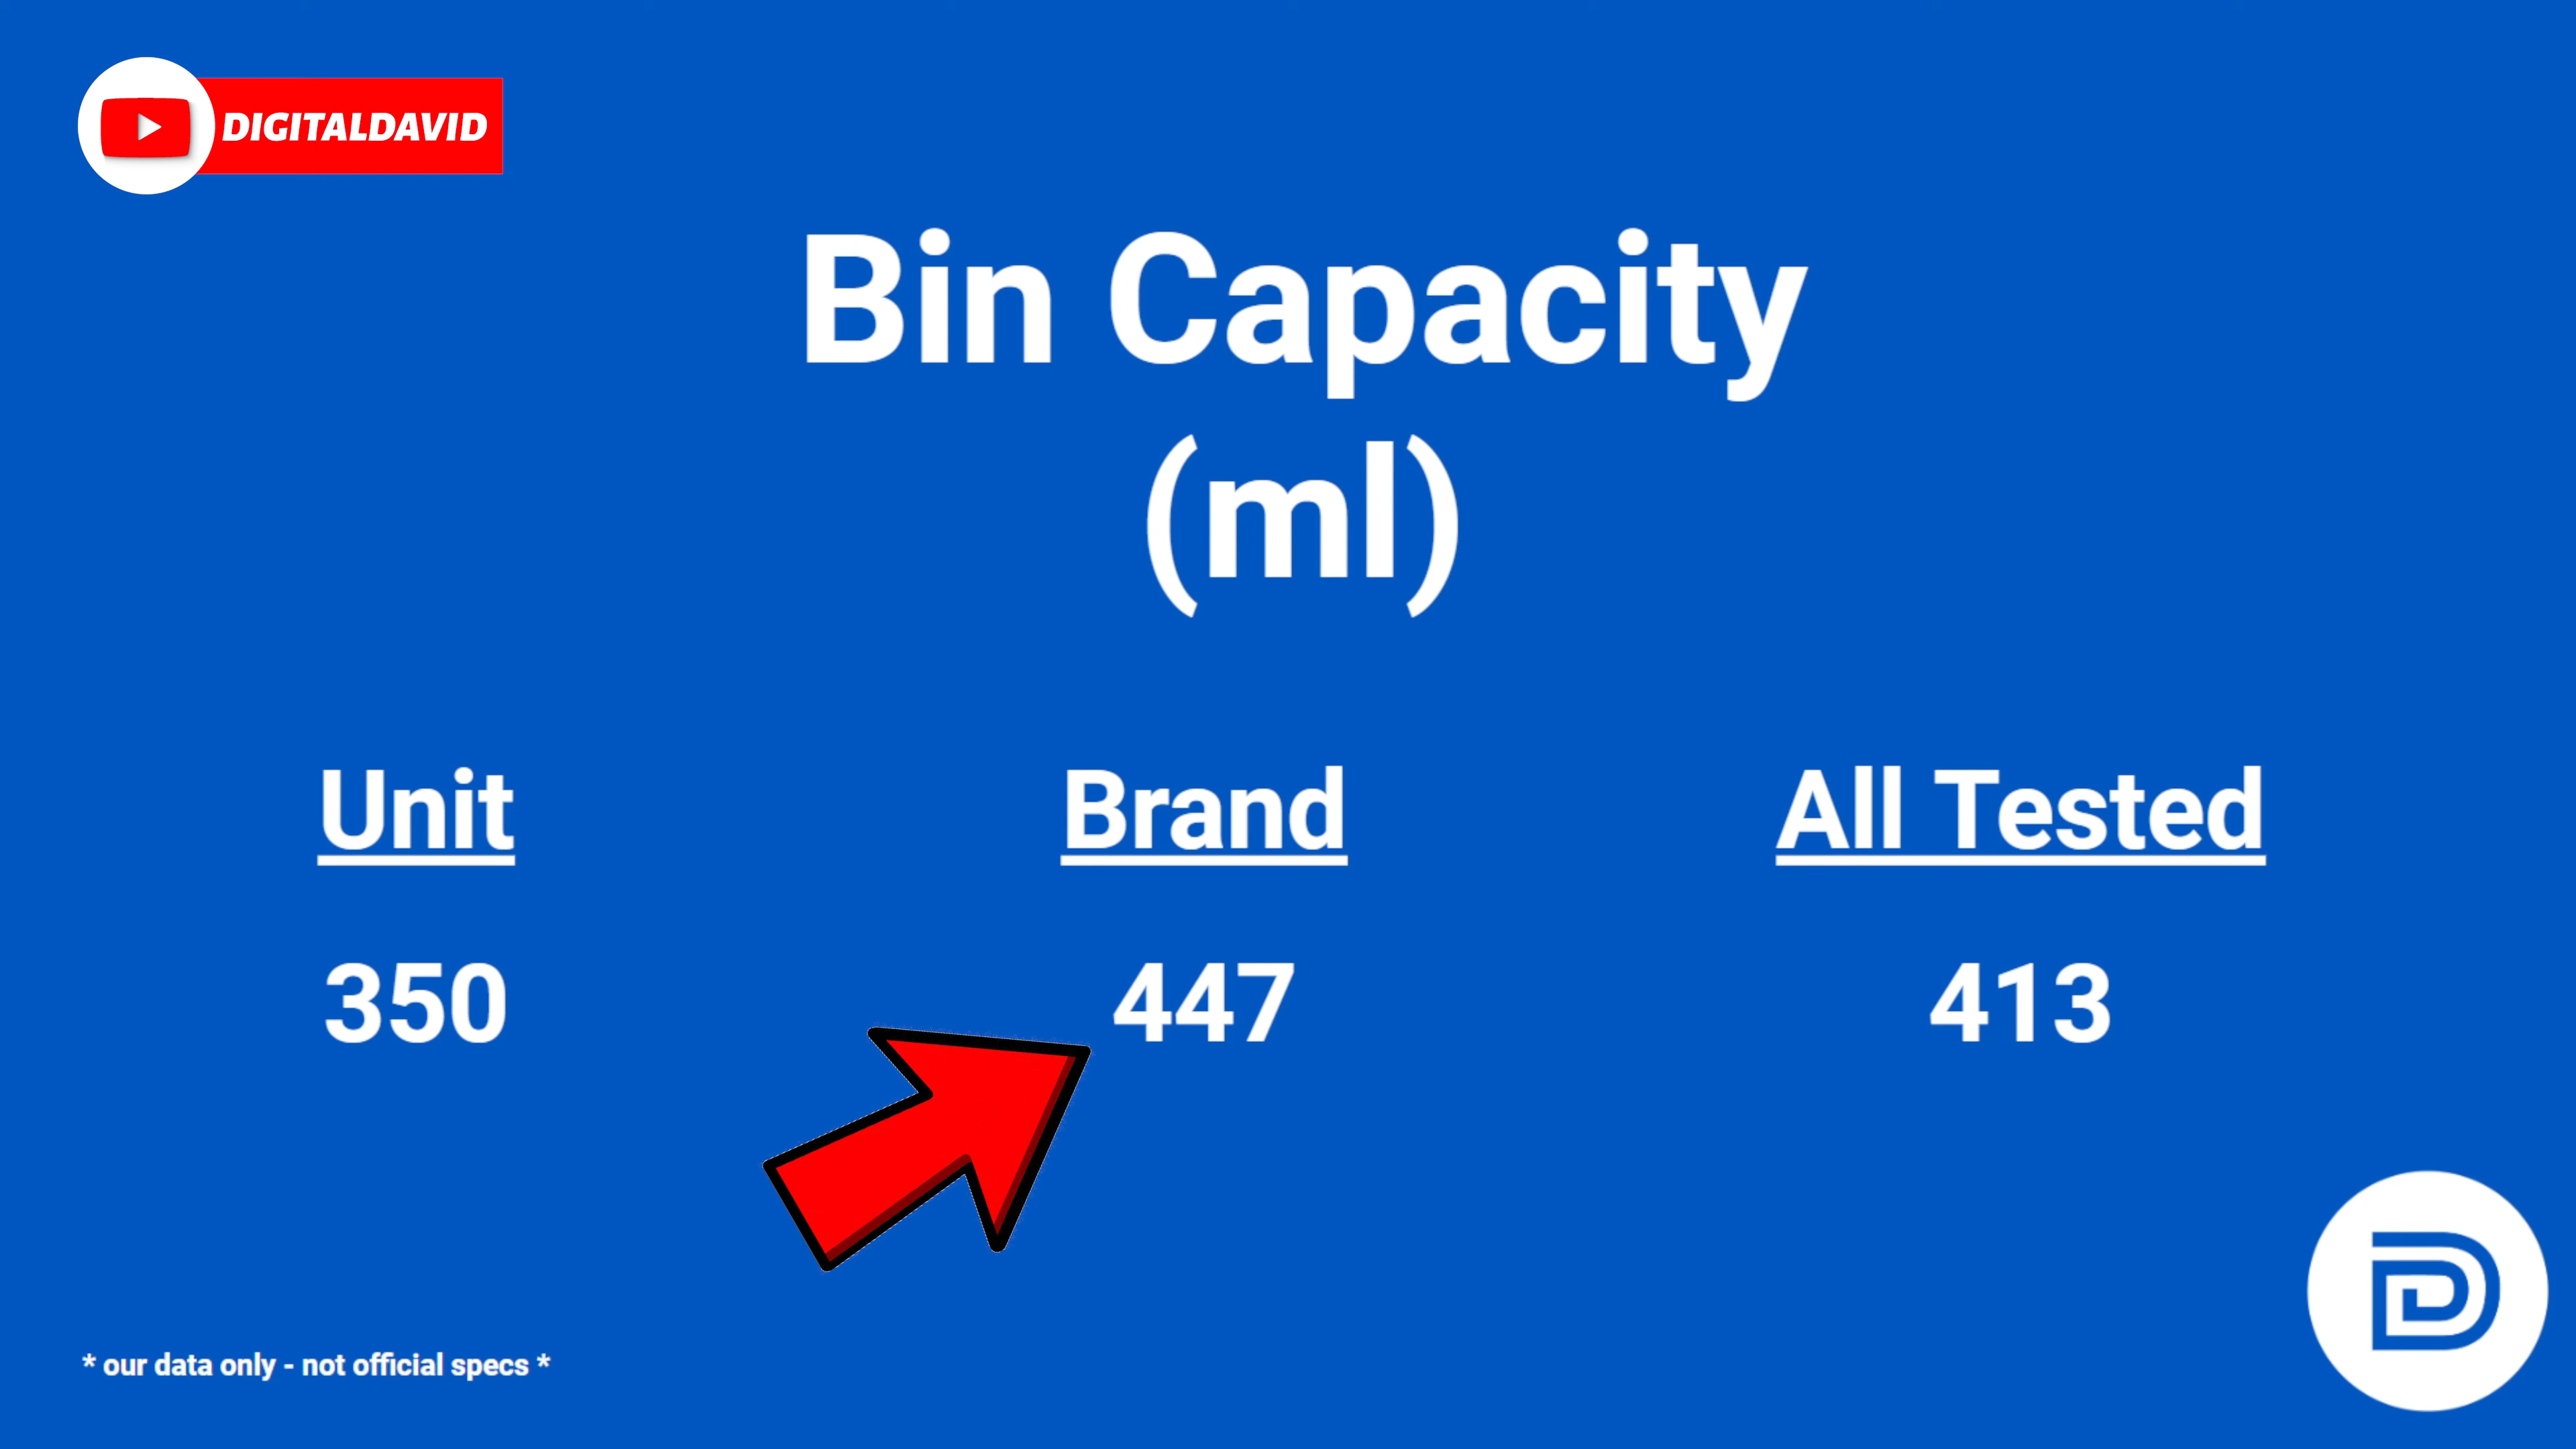 DIGITALDAVID
Bin Capacity
(ml)
Unit Brand All Tested
350 447 413
* our data only - not official specs *